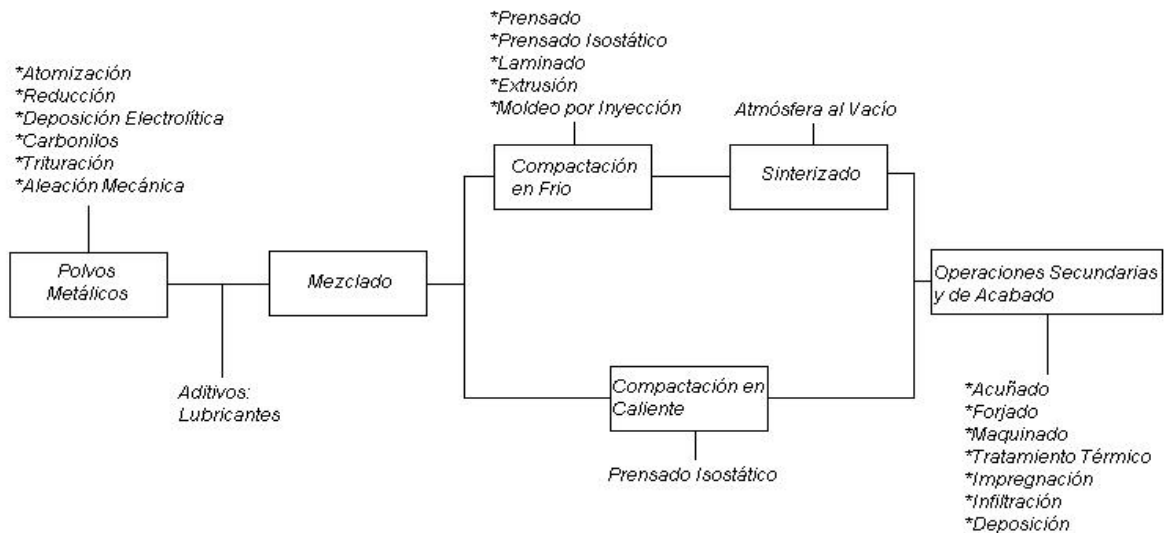 *Atomización
*Reducción
*Deposición Electrolítica
*Carbonilos
*Trituración
*Aleación Mecánica
Polvos
Metálicos
Aditivos:
Lubricantes
Mezclado
*Prensado
*Prensado Isostático
*Laminado
*Extrusión
*Moldeo por Inyección
Compactación
en Frio
Atmósfera al Vacío
Sinterizado
Compactación en
Caliente
Prensado Isostático
Operaciones Secundarias
y de Acabado
*Acuñado
*Forjado
*Maquinado
*Tratamiento Térmico
*Impregnación
*Infiltración
*Deposición